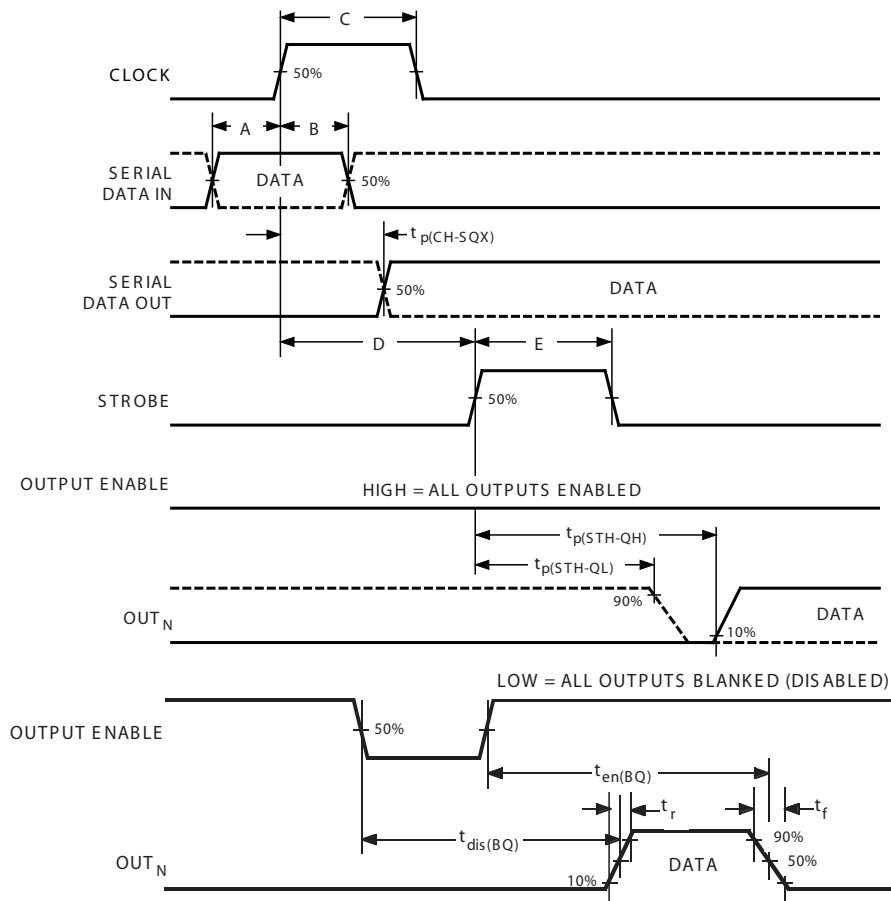 C
CLOCK
50%
A
B
SERIAL
DATA IN
DATA
50%
t p(CH-SQX)
SERIAL
DATA OUT
50%
DATA
D
E
STROBE
50%
OUTPUT ENABLE
HIGH = ALL OUTPUTS ENABLED
t p(STH-QH)
t p(STH-QL)
90%
OUT N
10%
DATA
LOW = ALL OUTPUTS BLANKED (DISABLED)
OUTPUT ENABLE
50%
t en(BQ)
t r
t f
t dis(BQ)
90%
OUT N
DATA
50%
10%